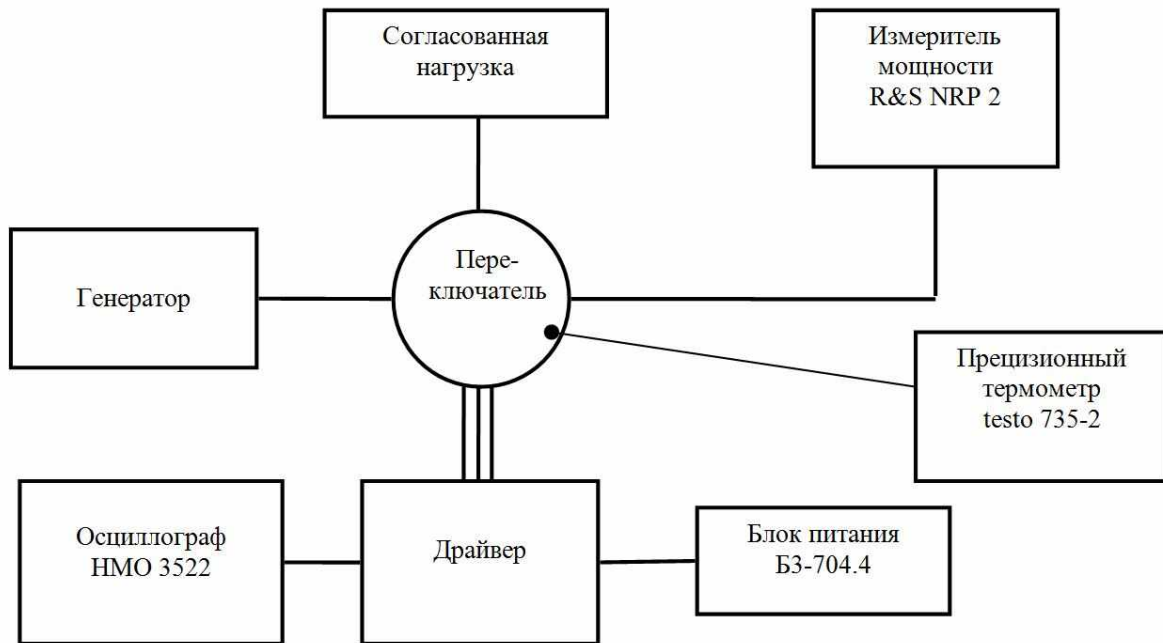 Согласованная
нагрузка
Измеритель
мощности
R&S NRP 2
Пере-
ключатель
Генератор
Прецизионный
термометр
testo 735-2
Осциллограф
HMO 3522
Драйвер
Блок питания
Б3-704.4